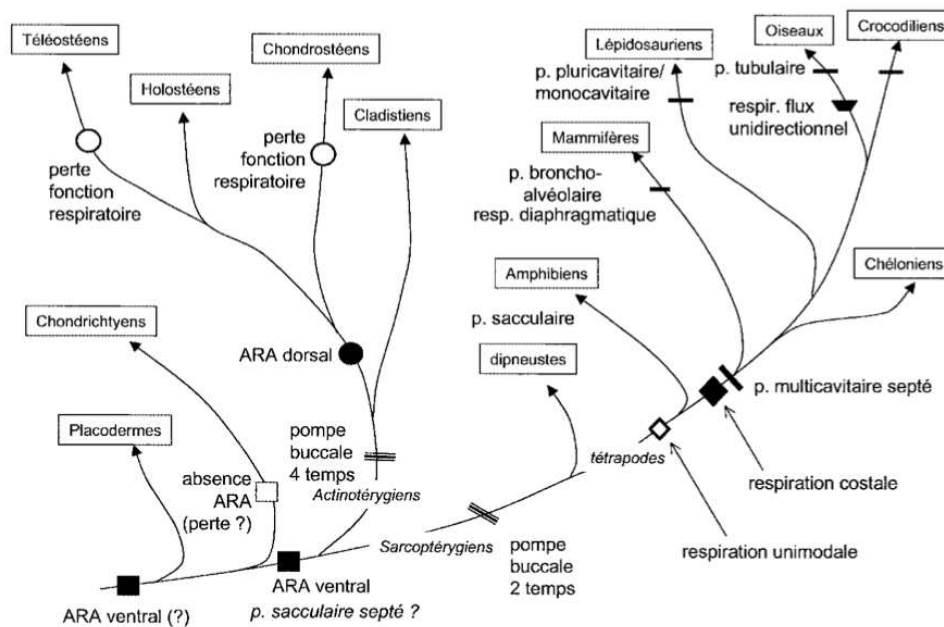 Téléostéens
Chondrostéens
Oiseaux
Crocodiliens
Lépidosauriens
Holostéens
Cladistiens
p. pluricavitaire/
monocavitaire
p. tubulaire
respir. flux
unidirectionnel
Mammifères
perte
fonction
respiratoire
perte
fonction
respiratoire
p. broncho-
alvéolaire
resp. diaphragmatique
Amphibiens
Chéloniens
Chondrichtyens
p. sacculaire
ARA dorsal
dipneustes
p. multicavitaire septé
Placodermes
pompe
buccale
4 temps
Actinotérygiens
absence
ARA
(perte ?)
tétrapodes
respiration costale
Sarcoptérygiens
pompe
buccale
2 temps
respiration unimodale
ARA ventral (?)
ARA ventral
p. sacculaire septé ?